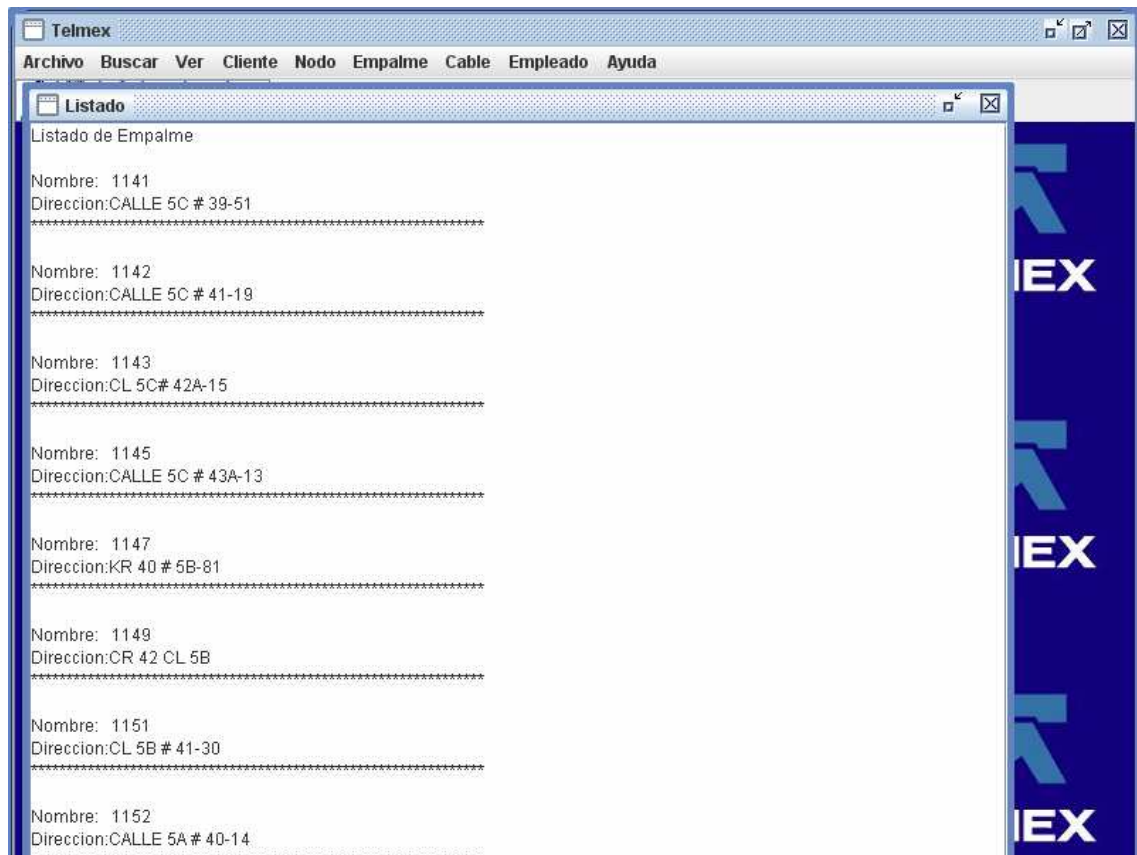 Telmex
Archivo Buscar Ver Cliente Nodo Empalme Cable Empleado Ayuda
Listado
Listado de Empalme
Nombre: 1141
Direccion:CALLE 5C # 39-51
***************************************************************
Nombre: 1142
Direccion:CALLE 5C # 41-19
***************************************************************
Nombre: 1143
Direccion:CL 5C# 42A-15
***************************************************************
Nombre: 1145
Direccion:CALLE 5C # 43A-13
***************************************************************
Nombre: 1147
Direccion:KR 40 # 5B-81
***************************************************************
Nombre: 1149
Direccion:CR 42 CL 5B
***************************************************************
Nombre: 1151
Direccion:CL 5B # 41-30
***************************************************************
Nombre: 1152
Direccion:CALLE 5A # 40-14
MEX
MEX
MEX